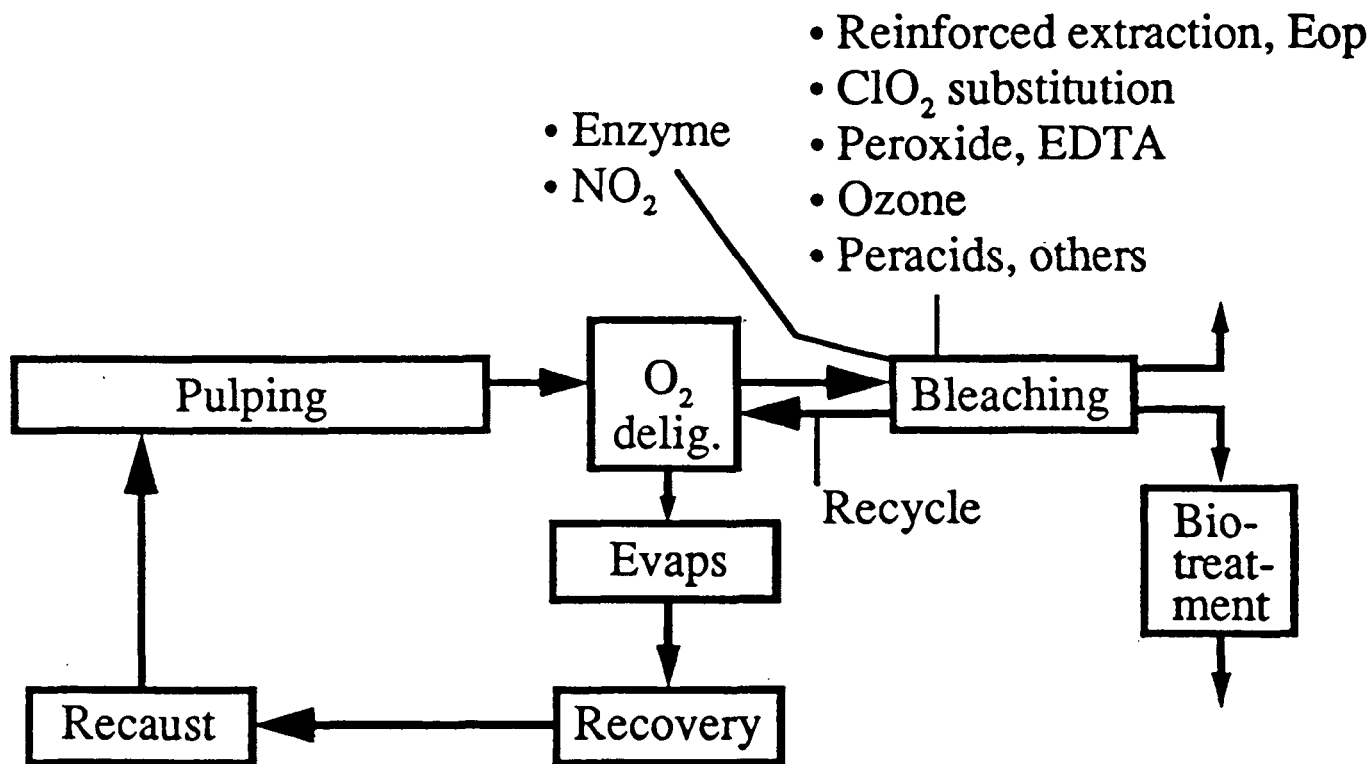 • Reinforced extraction, Eop
• ClO₂ substitution
• Peroxide, EDTA
• Ozone
• Peracids, others
• Enzyme
• NO₂
Pulping
O₂
delig.
Bleaching
Recycle
Evaps
Bio-
treat-
ment
Recaust
Recovery